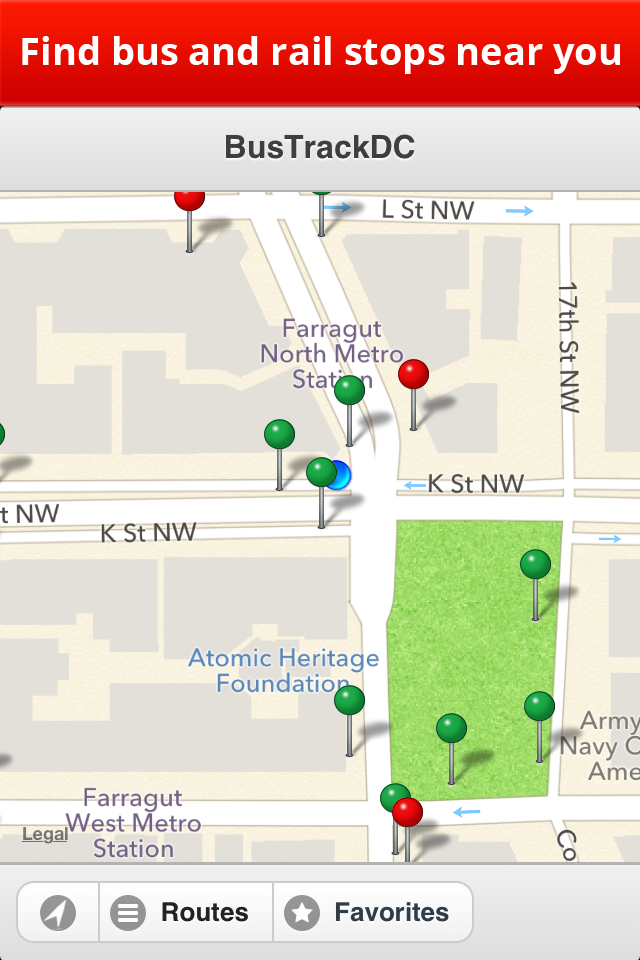 Find bus and rail stops near you
BusTrackDC
L St NW
17th St NW
Farragut
North Metro
Station
K St NW
t NW
K St NW
Atomic Heritage
Foundation
Army
Navy C
Ame
Farragut
West Metro
Station
Legal
Co
Routes
Favorites